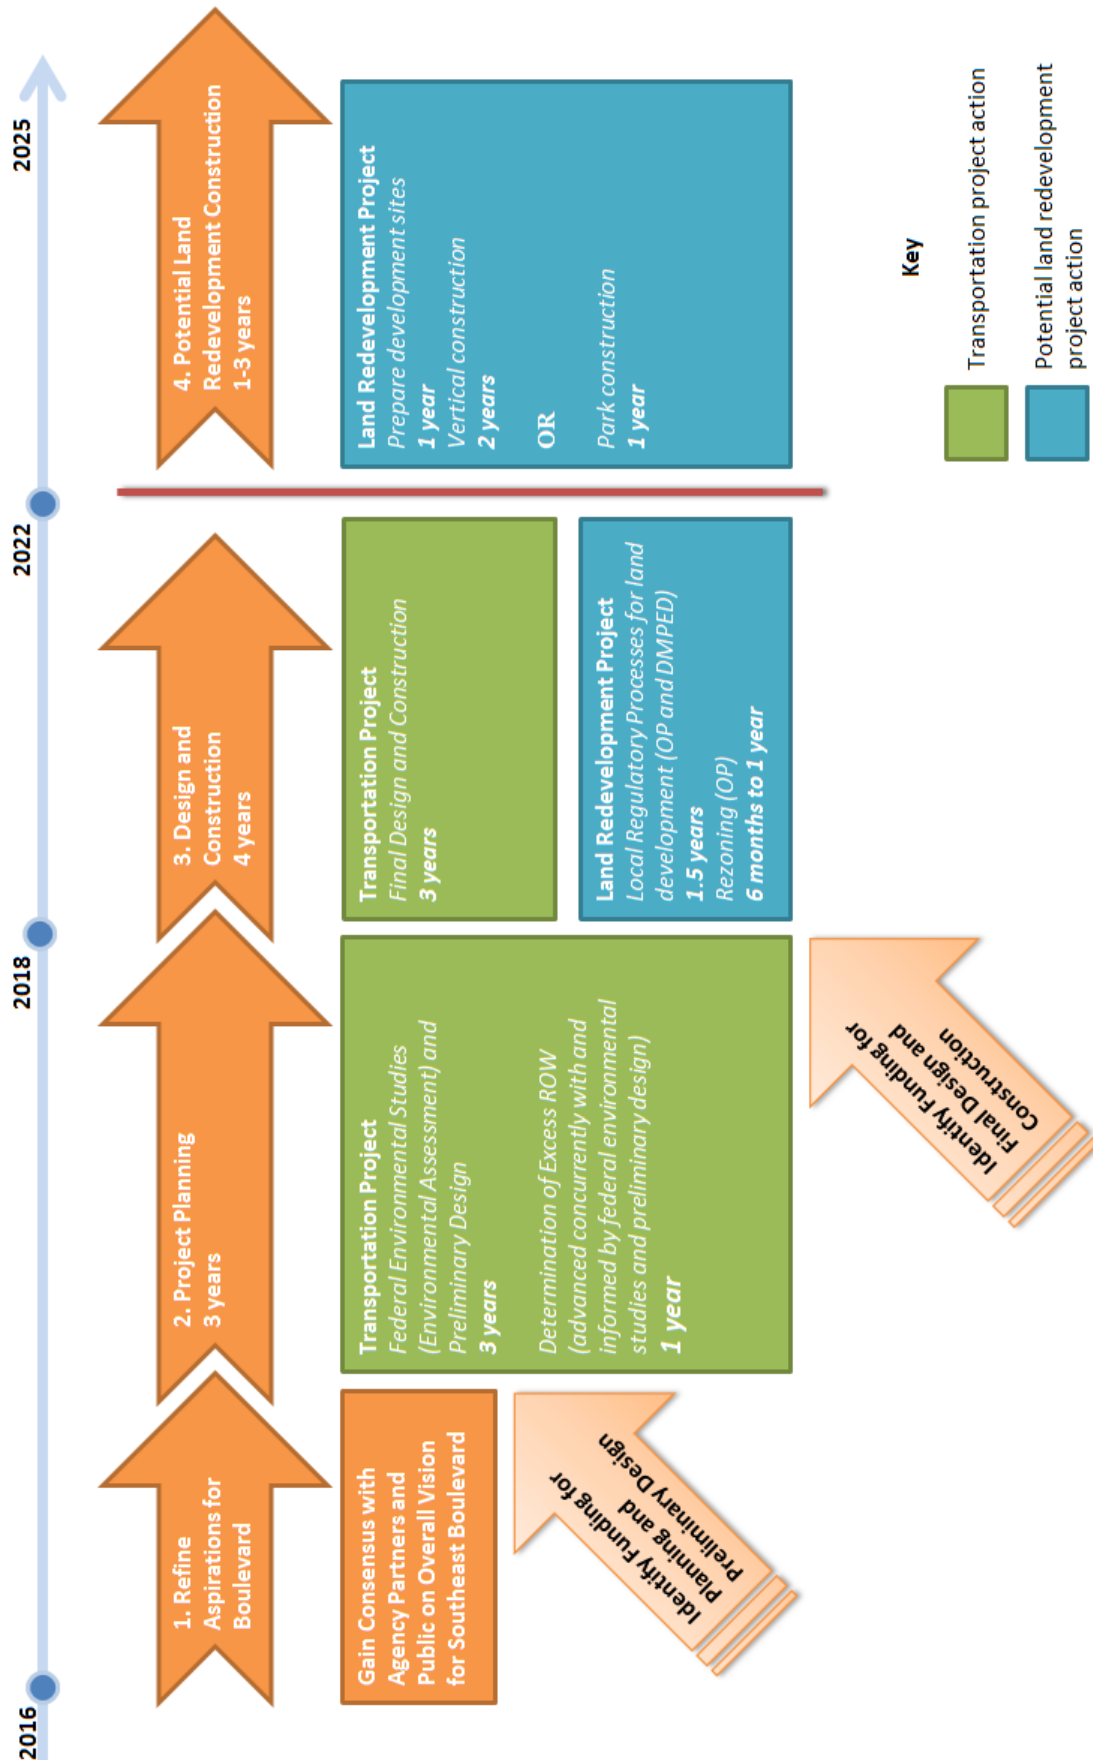 2016
2018
2022
2025
1. Refine
Aspirations for
Boulevard
2. Project Planning
3 years
3. Design and
Construction
4 years
4. Potential Land
Redevelopment Construction
1-3 years
Gain Consensus with
Agency Partners and
Public on Overall Vision
for Southeast Boulevard
Transportation Project
Federal Environmental Studies
(Environmental Assessment) and
Preliminary Design
3 years
Determination of Excess ROW
(advanced concurrently with and
informed by federal environmental
studies and preliminary design)
1 year
Transportation Project
Final Design and Construction
3 years
Land Redevelopment Project
Local Regulatory Processes for land
development (OP and DMPED)
1.5 years
Rezoning (OP)
6 months to 1 year
Land Redevelopment Project
Prepare development sites
1 year
Vertical construction
2 years
OR
Park construction
1 year
Identify Funding for
Planning and
Preliminary Design
Identify Funding for
Final Design and
Construction
Key
Transportation project action
Potential land redevelopment
project action